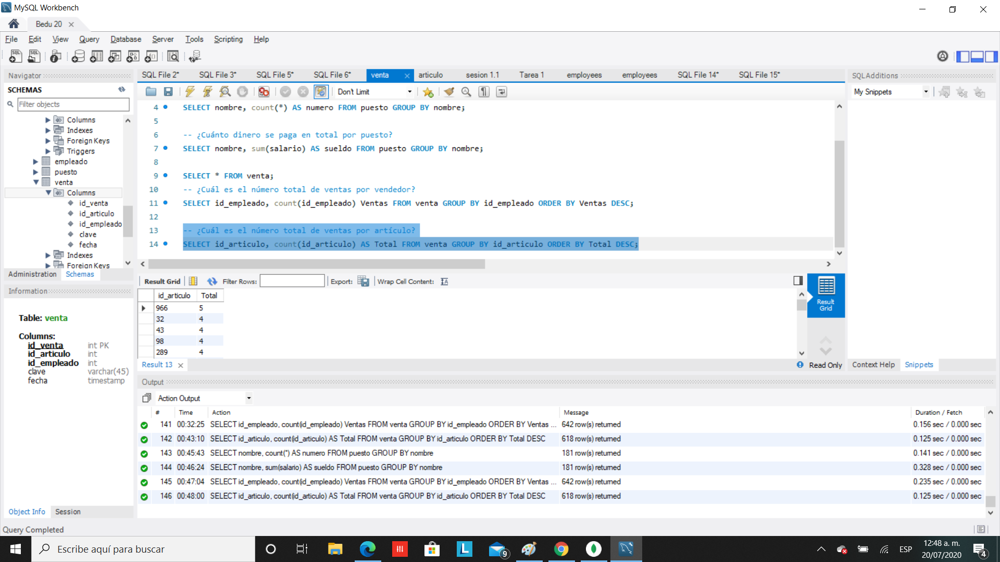 MySQL Workbench
Bedu 20
File Edit View Query Database Server Tools Scripting Help
Navigator
SCHEMAS
Filter objects
Columns
Indexes
Foreign Keys
Triggers
empleado
puesto
venta
Columns
id_venta
id_articulo
id_empleado
clave
fecha
Indexes
Foreign Keys
Administration Schemas
Information
Table: venta
Columns:
id_venta int PK
id_articulo int
id_empleado int
clave varchar(45)
fecha timestamp
Object Info Session
SQL File 2* SQL File 3* SQL File 5* SQL File 6* venta articulo sesion 1.1 Tarea 1 employees employees SQL File 14* SQL File 15*
Don't Limit
4 SELECT nombre, count(*) AS numero FROM puesto GROUP BY nombre;
5
6 -- ¿Cuánto dinero se paga en total por puesto?
7 SELECT nombre, sum(salario) AS sueldo FROM puesto GROUP BY nombre;
8
9 SELECT * FROM venta;
10 -- ¿Cuál es el número total de ventas por vendedor?
11 SELECT id_empleado, count(id_empleado) Ventas FROM venta GROUP BY id_empleado ORDER BY Ventas DESC;
12
13 -- ¿Cuál es el número total de ventas por artículo?
14 SELECT id_articulo, count(id_articulo) AS Total FROM venta GROUP BY id_articulo ORDER BY Total DESC;
Result Grid Filter Rows: Export: Wrap Cell Content:
id_articulo Total
966 5
32 4
43 4
98 4
289 4
Result Grid
Result 13
Read Only
SQLAdditions
My Snippets
Context Help Snippets
Output
Action Output
# Time Action Message Duration / Fetch
141 00:32:25 SELECT id_empleado, count(id_empleado) Ventas FROM venta GROUP BY id_empleado ORDER BY Ventas ... 642 row(s) returned 0.156 sec / 0.000 sec
142 00:43:10 SELECT id_articulo, count(id_articulo) AS Total FROM venta GROUP BY id_articulo ORDER BY Total DESC 618 row(s) returned 0.125 sec / 0.000 sec
143 00:45:43 SELECT nombre, count(*) AS numero FROM puesto GROUP BY nombre 181 row(s) returned 0.141 sec / 0.000 sec
144 00:46:24 SELECT nombre, sum(salario) AS sueldo FROM puesto GROUP BY nombre 181 row(s) returned 0.328 sec / 0.000 sec
145 00:47:04 SELECT id_empleado, count(id_empleado) Ventas FROM venta GROUP BY id_empleado ORDER BY Ventas ... 642 row(s) returned 0.235 sec / 0.000 sec
146 00:48:00 SELECT id_articulo, count(id_articulo) AS Total FROM venta GROUP BY id_articulo ORDER BY Total DESC 618 row(s) returned 0.125 sec / 0.000 sec
Query Completed
Escribe aquí para buscar
L
9
ESP
12:48 a. m.
20/07/2020
4